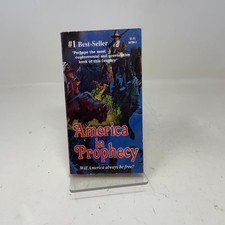 #1 Best-Seller
"Perhaps the most
controversial and provocative
book of this century"
America
in
Prophecy
Will America always be free?